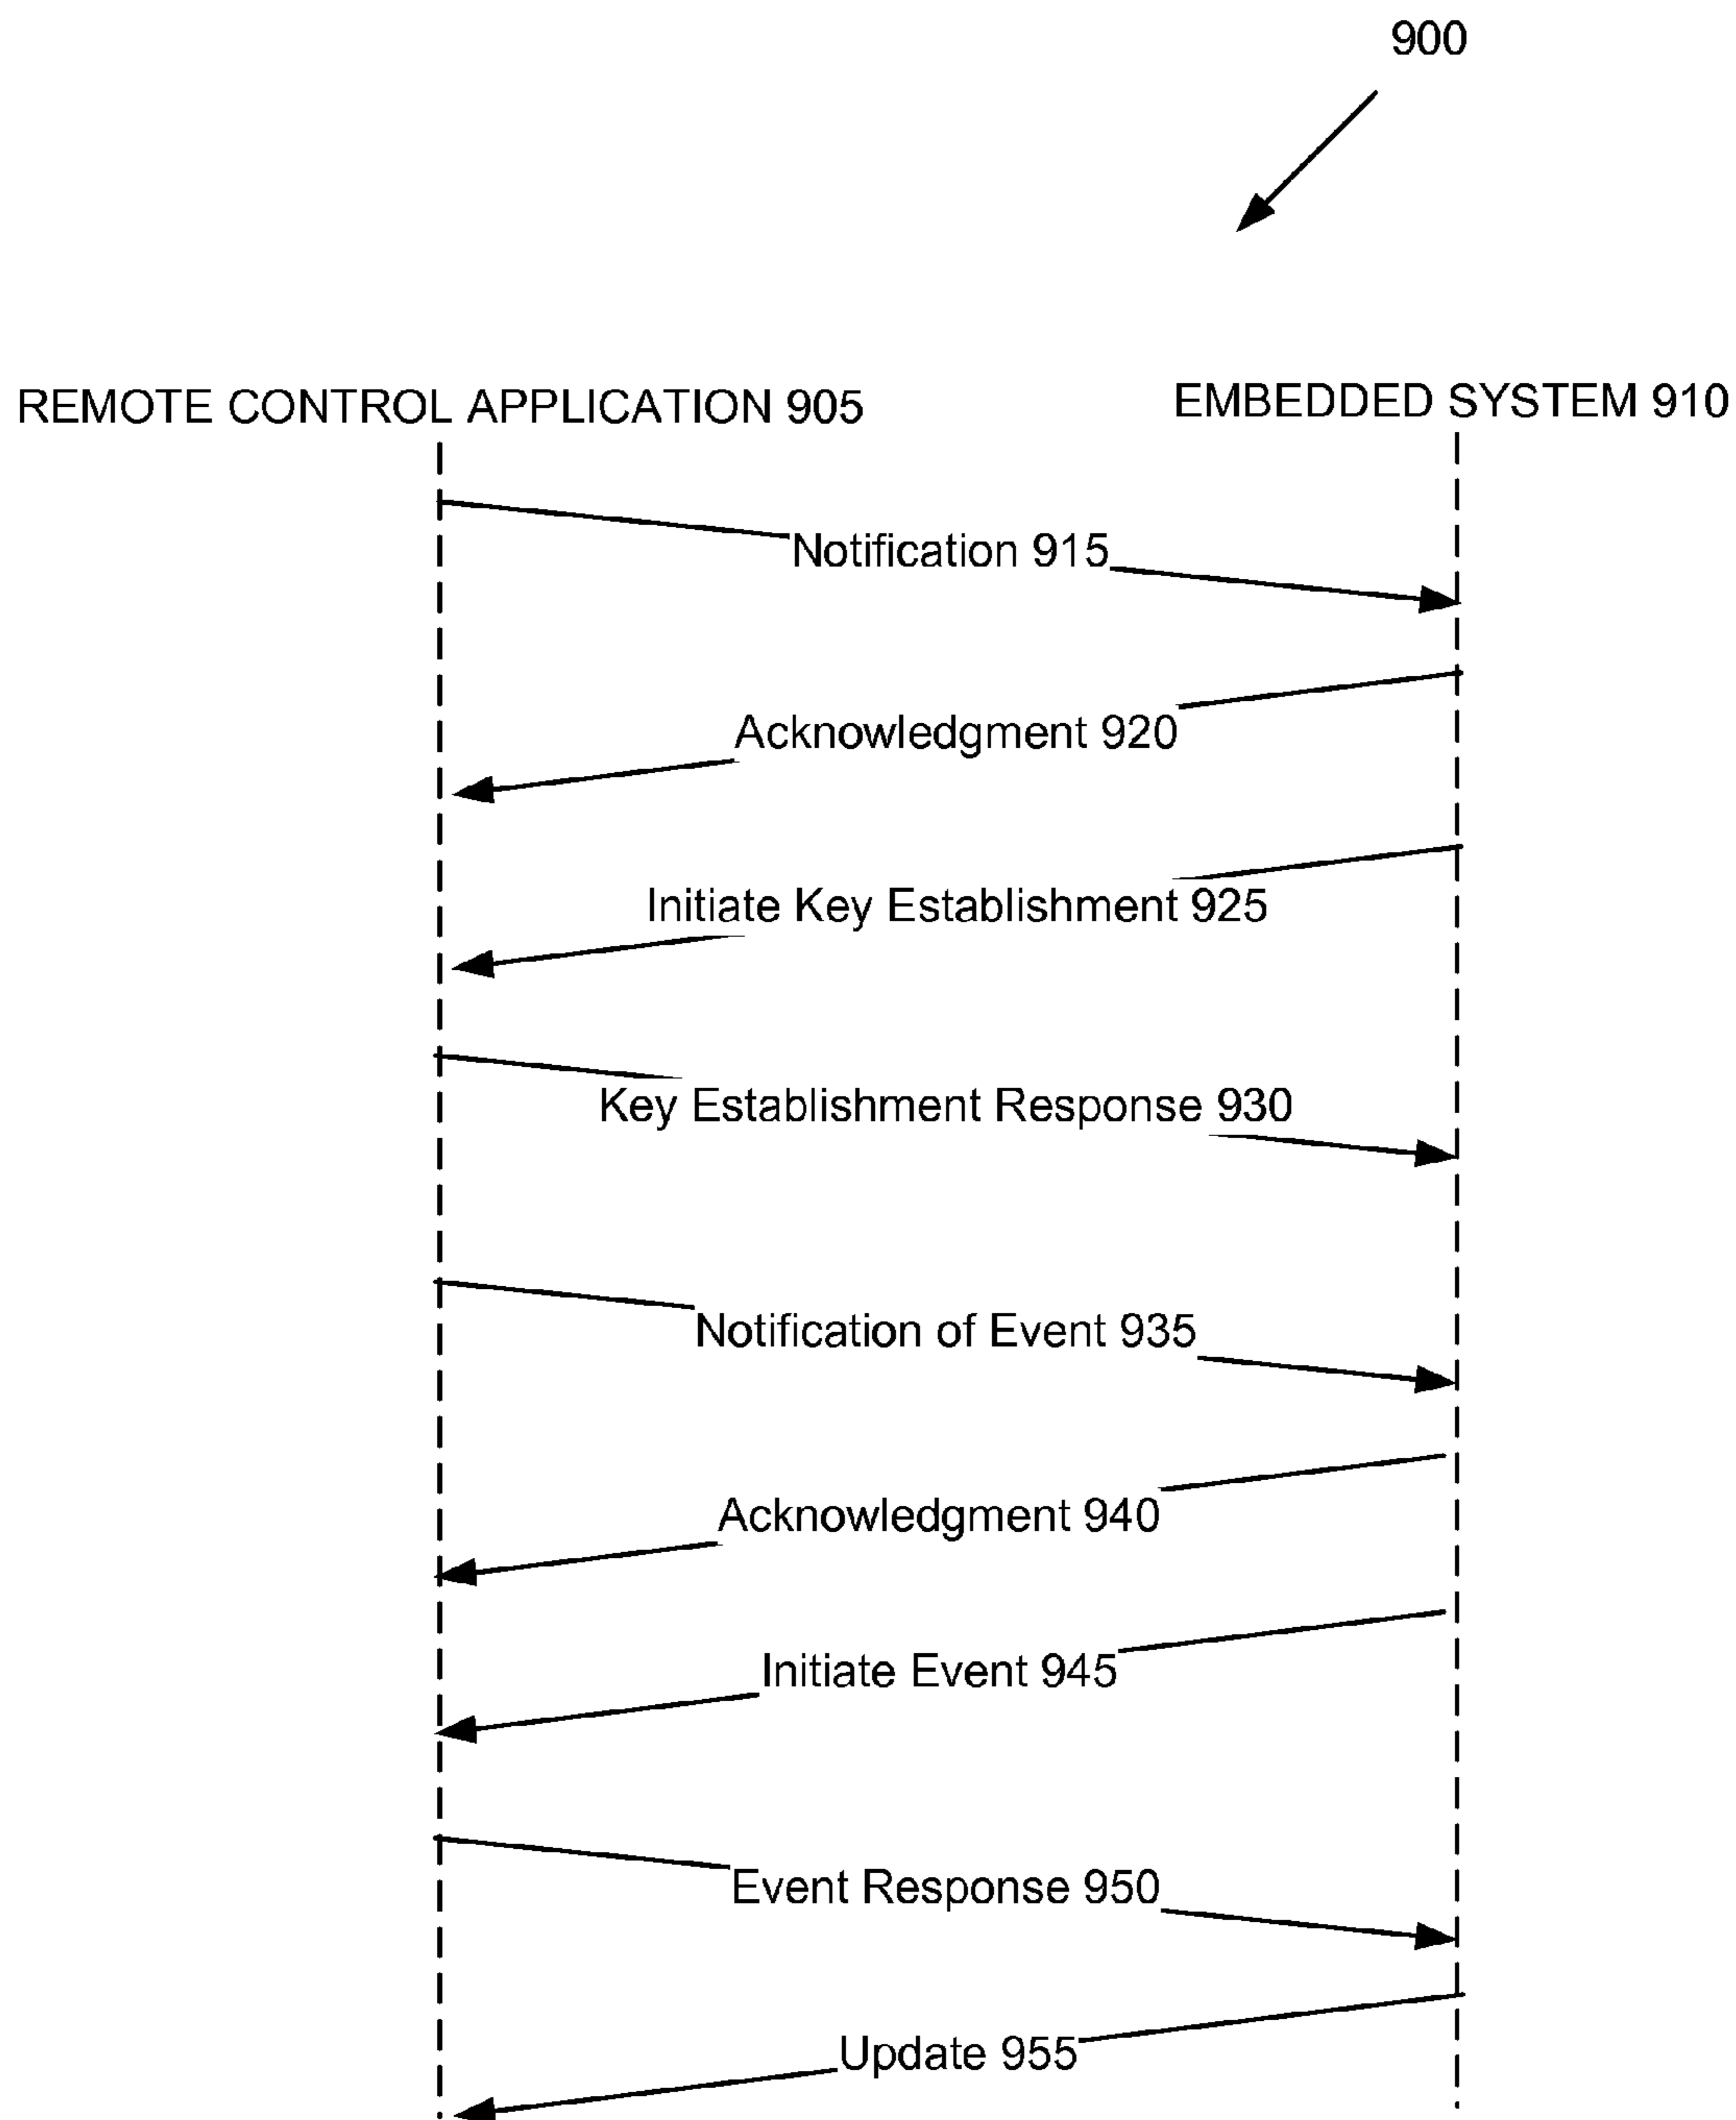 900
REMOTE CONTROL APPLICATION 905
EMBEDDED SYSTEM 910
Notification 915
Acknowledgment 920
Initiate Key Establishment 925
Key Establishment Response 930
Notification of Event 935
Acknowledgment 940
Initiate Event 945
Event Response 950
Update 955